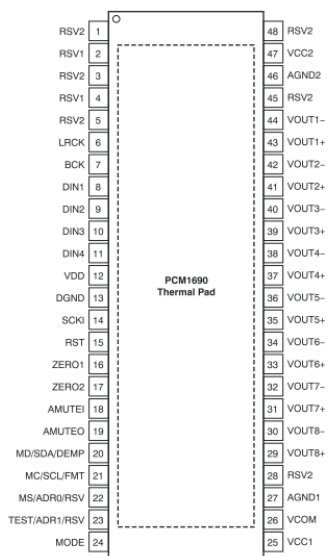 RSV2 1
RSV1 2
RSV2 3
RSV1 4
RSV2 5
LRCK 6
BCK 7
DIN1 8
DIN2 9
DIN3 10
DIN4 11
VDD 12
DGND 13
SCKI 14
RST 15
ZERO1 16
ZERO2 17
AMUTEI 18
AMUTEO 19
MD/SDA/DEMP 20
MC/SCL/FMT 21
MS/ADR0/RSV 22
TEST/ADR1/RSV 23
MODE 24
PCM1690
Thermal Pad
48 RSV2
47 VCC2
46 AGND2
45 RSV2
44 VOUT1−
43 VOUT1+
42 VOUT2−
41 VOUT2+
40 VOUT3−
39 VOUT3+
38 VOUT4−
37 VOUT4+
36 VOUT5−
35 VOUT5+
34 VOUT6−
33 VOUT6+
32 VOUT7−
31 VOUT7+
30 VOUT8−
29 VOUT8+
28 RSV2
27 AGND1
26 VCOM
25 VCC1